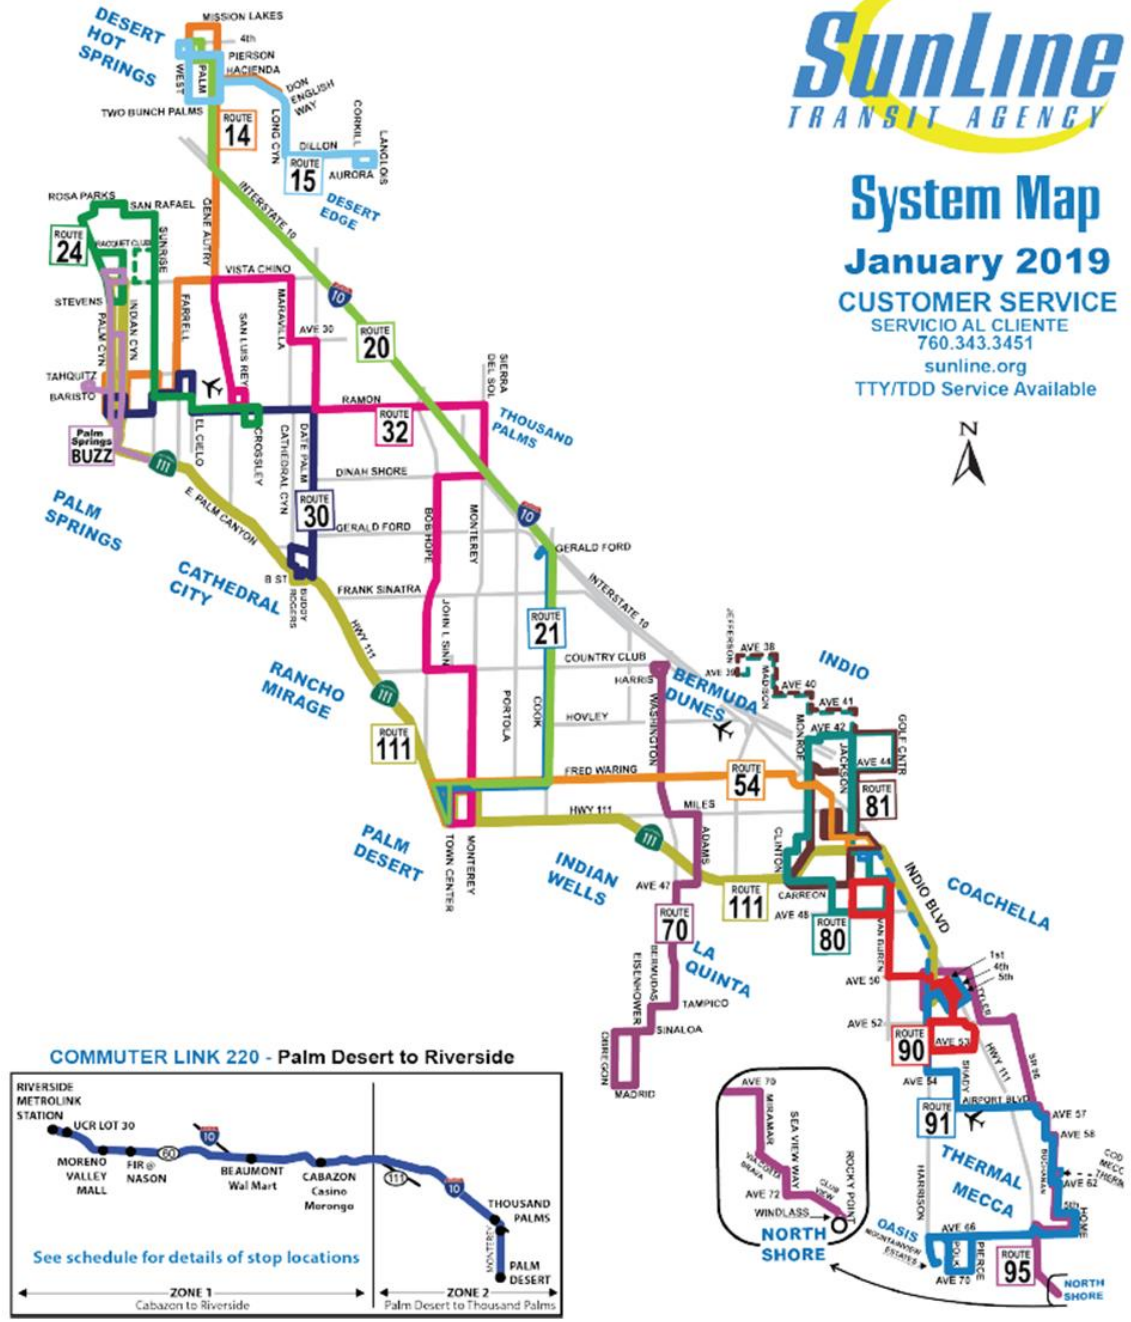 SunLine
TRANSIT AGENCY
System Map
January 2019
CUSTOMER SERVICE
SERVICIO AL CLIENTE
760.343.3451
sunline.org
TTY/TDD Service Available
N
DESERT
HOT
SPRINGS
MISSION LAKES
4th
PIERSON
HACIENDA
WEST
PALM
DON
ENGLISH
WAY
TWO BUNCH PALMS
ROUTE
14
LONG CYN
CORKILL
LANGLOIS
DILLON
AURORA
ROUTE
15
DESERT
EDGE
INTERSTATE 10
GENE AUTRY
ROSA PARKS
SAN RAFAEL
ROUTE
24
RACQUET CLUB
SUNRISE
VISTA CHINO
STEVENS
PALM CYN
INDIAN CYN
FARRELL
SAN LUIS REY
MARAVILLA
AVE 30
10
ROUTE
20
SIERRA
DEL SOL
TAHQUITZ
BARISTO
RAMON
ROUTE
32
THOUSAND
PALMS
Palm
Springs
BUZZ
111
EL CIELO
CROSSLEY
CATHEDRAL CYN
DATE PALM
DINAH SHORE
ROUTE
30
PALM
SPRINGS
E. PALM CANYON
GERALD FORD
BOB HOPE
MONTEREY
10
GERALD FORD
CATHEDRAL
CITY
B ST
BUDDY
ROGERS
FRANK SINATRA
INTERSTATE 10
HWY 111
JOHN L SINN
ROUTE
21
RANCHO
MIRAGE
111
ROUTE
111
COUNTRY CLUB
HARRIS
PORTOLA
COOK
HOVLEY
WASHINGTON
BERMUDA
DUNES
JEFFERSON
AVE 38
AVE 39
MADISON
AVE 40
INDIO
AVE 41
AVE 42
MONROE
JACKSON
GOLF CNTR
AVE 44
FRED WARING
ROUTE
54
ROUTE
81
HWY 111
MILES
111
ADAMS
CLINTON
PALM
DESERT
TOWN CENTER
MONTEREY
INDIAN
WELLS
AVE 47
ROUTE
111
CARREON
AVE 48
ROUTE
80
INDIO BLVD
COACHELLA
ROUTE
70
LA
QUINTA
VAN BUREN
EISENHOWER
BERMUDAS
TAMPICO
SINALOA
OBREGON
MADRID
AVE 50
1st
4th
5th
TYLER
AVE 52
ROUTE
90
AVE 53
HWY 111
AVE 54
SHADY
AIRPORT BLVD
ROUTE
91
AVE 57
AVE 58
THERMAL
MECCA
HARRISON
BUCHANAN
AVE 62
5th
HOME
OASIS
MOUNTAINVIEW
ESTATES
AVE 66
POLK
PIERCE
AVE 70
ROUTE
95
NORTH
SHORE
AVE 70
MIRAMAR
SEA VIEW WAY
AVE 72
CLUB
VIEW
ROCKY POINT
WINDLASS
NORTH
SHORE
COMMUTER LINK 220 - Palm Desert to Riverside
RIVERSIDE
METROLINK
STATION
UCR LOT 30
MORENO
VALLEY
MALL
FIR @
NASON
60
10
BEAUMONT
Wal Mart
CABAZON
Casino
Morongo
111
10
THOUSAND
PALMS
MONTEREY
PALM
DESERT
See schedule for details of stop locations
ZONE 1
Cabazon to Riverside
ZONE 2
Palm Desert to Thousand Palms